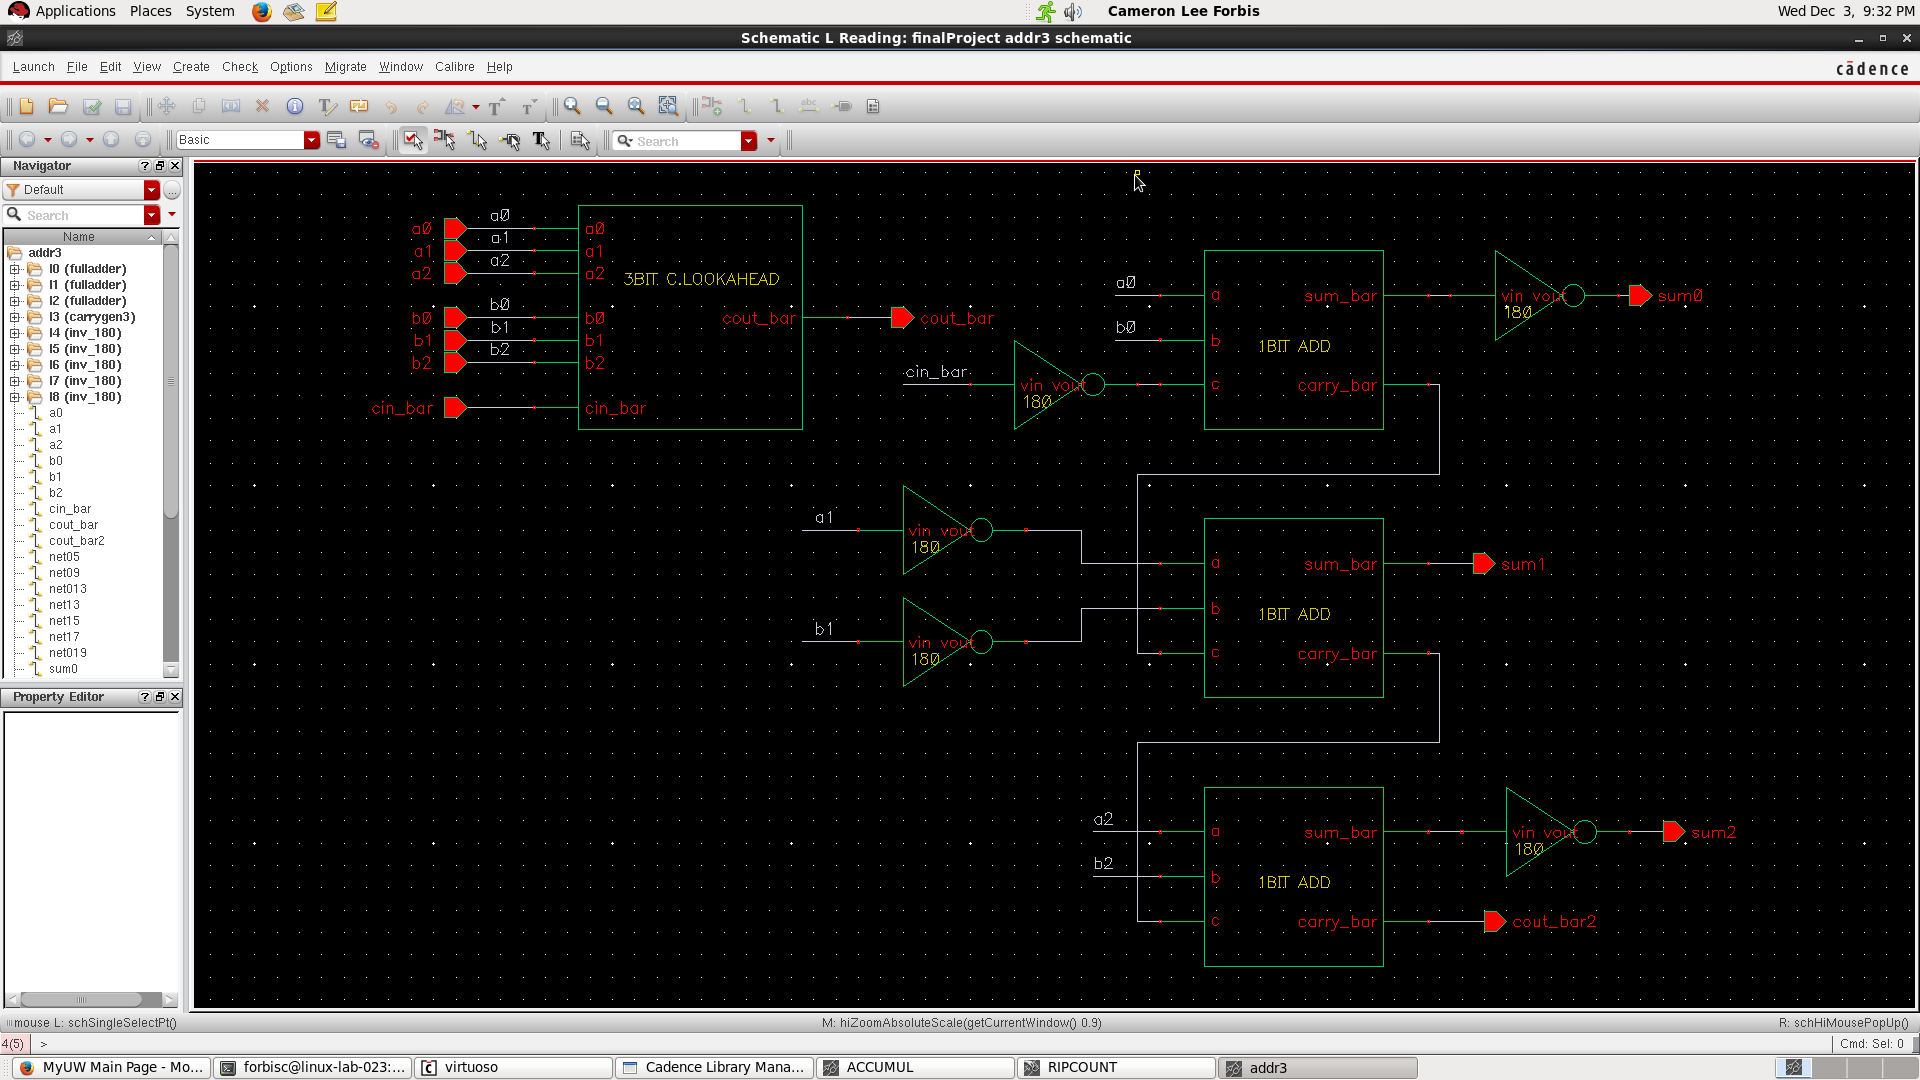 Applications Places System Cameron Lee Forbis Wed Dec 3, 9:32 PM
Schematic L Reading: finalProject addr3 schematic
Launch File Edit View Create Check Options Migrate Window Calibre Help cādence
Basic Search
Navigator
Default
Search
Name
addr3
I0 (fulladder)
I1 (fulladder)
I2 (fulladder)
I3 (carrygen3)
I4 (inv_180)
I5 (inv_180)
I6 (inv_180)
I7 (inv_180)
I8 (inv_180)
a0
a1
a2
b0
b1
b2
cin_bar
cout_bar
cout_bar2
net05
net09
net013
net13
net15
net17
net019
sum0
Property Editor
a0 a0 a0
a1 a1 a1
a2 a2 a2
3BIT C.LOOKAHEAD
b0 b0 b0 cout_bar cout_bar
b1 b1 b1
b2 b2 b2
cin_bar cin_bar
a0 a sum_bar vin vout sum0
180
b0 b 1BIT ADD
cin_bar vin vout c carry_bar
180
a1 vin vout a sum_bar sum1
180
b 1BIT ADD
b1 vin vout c carry_bar
180
a2 a sum_bar vin vout sum2
180
b2 b 1BIT ADD
c carry_bar cout_bar2
mouse L: schSingleSelectPt() M: hiZoomAbsoluteScale(getCurrentWindow() 0.9) R: schHiMousePopUp()
4(5) > Cmd: Sel: 0
MyUW Main Page - Mo... forbisc@linux-lab-023:... virtuoso Cadence Library Mana... ACCUMUL RIPCOUNT addr3